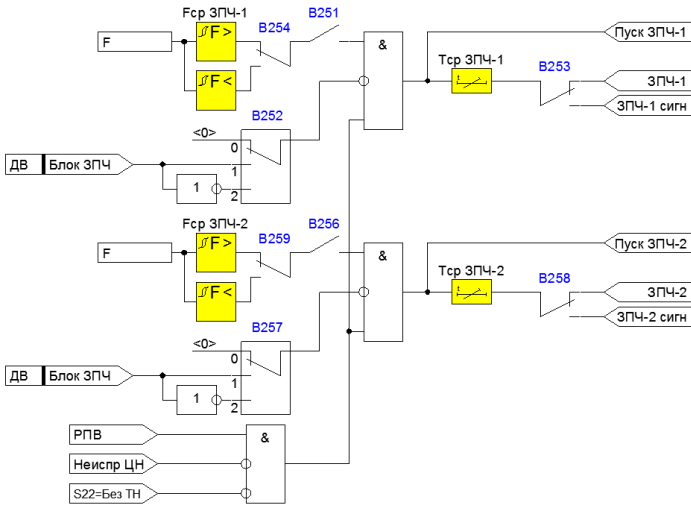 Fср ЗПЧ-1
F
F >
F <
B254
B251
&
Пуск ЗПЧ-1
Тср ЗПЧ-1
t
B253
ЗПЧ-1
ЗПЧ-1 сигн
B252
<0>
0
ДВ Блок ЗПЧ
1
1
2
Fср ЗПЧ-2
F
F >
F <
B259
B256
&
Пуск ЗПЧ-2
Тср ЗПЧ-2
t
B258
ЗПЧ-2
ЗПЧ-2 сигн
B257
<0>
0
ДВ Блок ЗПЧ
1
1
2
РПВ
&
Неиспр ЦН
S22=Без ТН